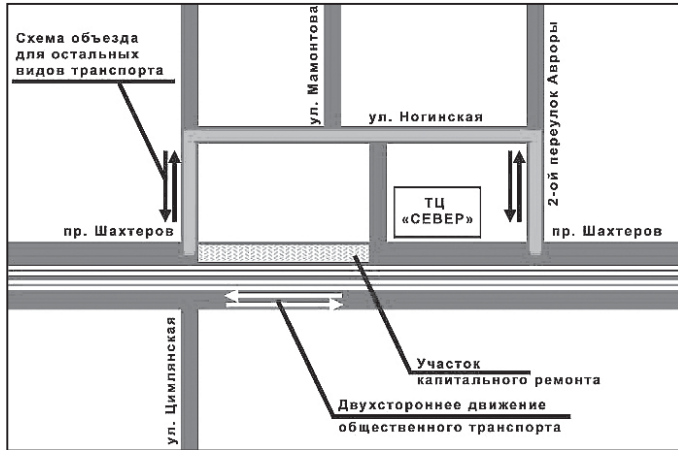 Схема объезда
для остальных
видов транспорта
ул. Мамонтова
ул. Ногинская
2-ой переулок Авроры
ТЦ
«СЕВЕР»
пр. Шахтеров
пр. Шахтеров
ул. Цимлянская
Участок
капитального ремонта
Двухстороннее движение
общественного транспорта